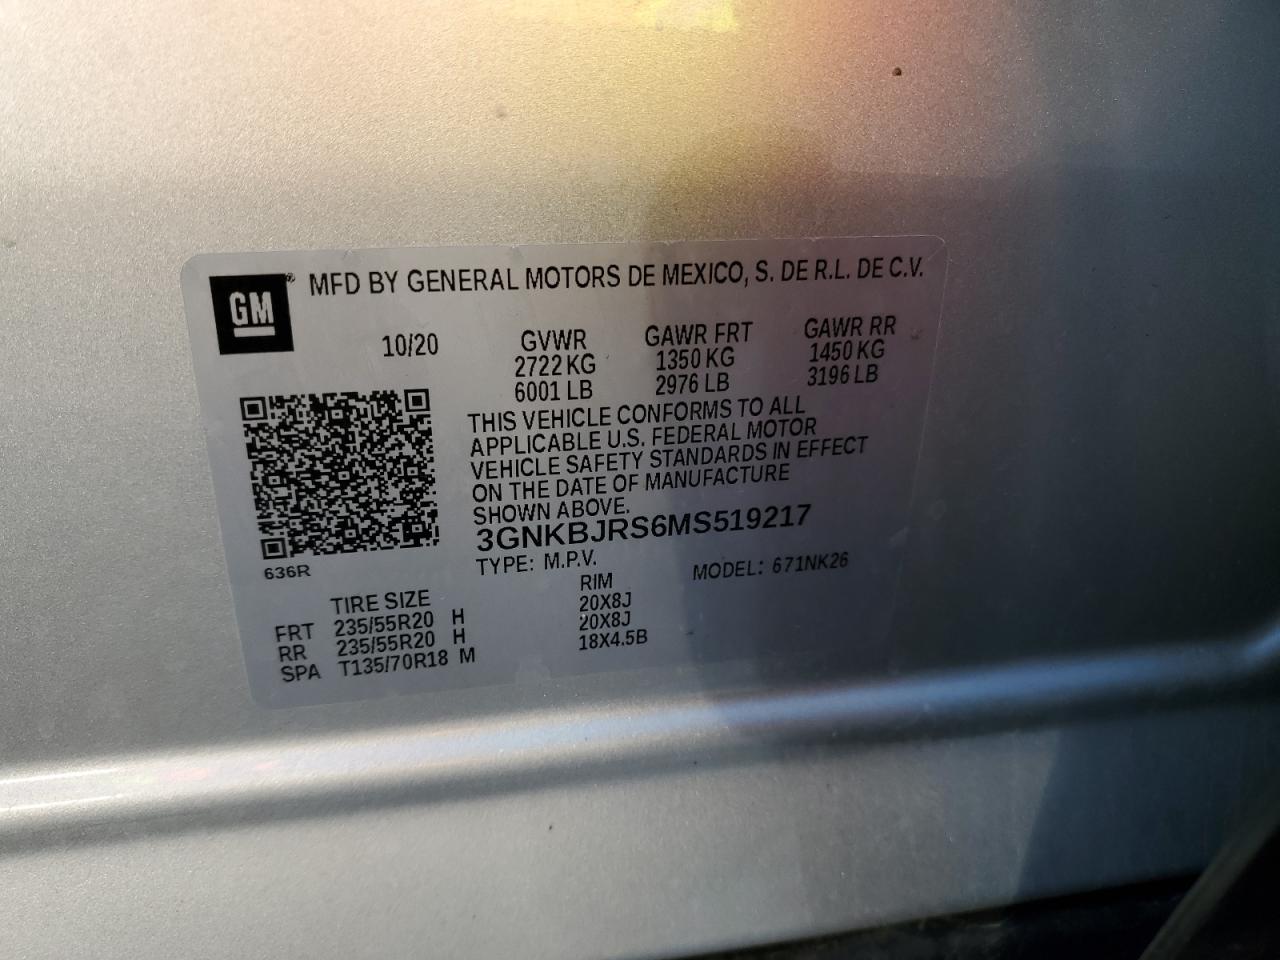 GM® MFD BY GENERAL MOTORS DE MEXICO, S. DE R.L. DE C.V.
10/20 GVWR GAWR FRT GAWR RR
2722 KG 1350 KG 1450 KG
6001 LB 2976 LB 3196 LB
THIS VEHICLE CONFORMS TO ALL
APPLICABLE U.S. FEDERAL MOTOR
VEHICLE SAFETY STANDARDS IN EFFECT
ON THE DATE OF MANUFACTURE
SHOWN ABOVE.
3GNKBJRS6MS519217
636R TYPE: M.P.V. MODEL: 671NK26
TIRE SIZE RIM
FRT 235/55R20 H 20X8J
RR 235/55R20 H 20X8J
SPA T135/70R18 M 18X4.5B